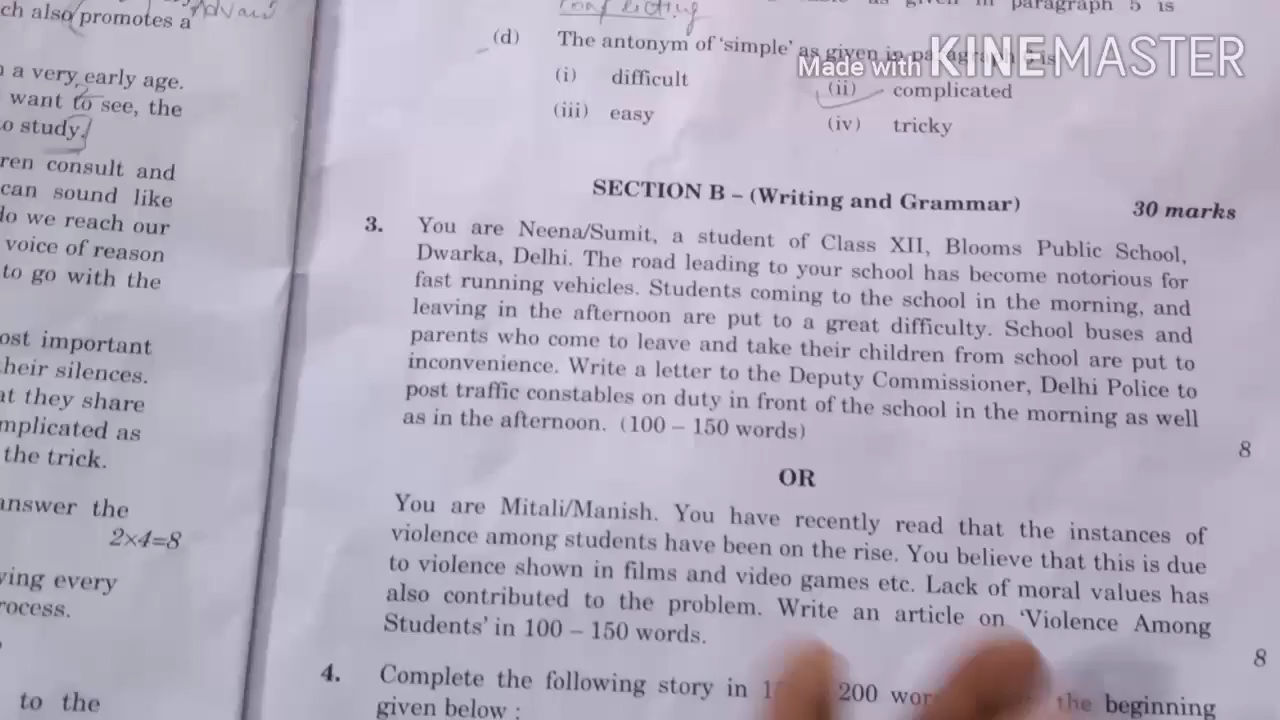 ch also promotes a
n a very early age.
want to see, the
to study.
ren consult and
can sound like
do we reach our
voice of reason
to go with the
ost important
heir silences.
at they share
mplicated as
the trick.
answer the
2×4=8
ving every
rocess.
to the
as given in paragraph 5 is
(d) The antonym of 'simple' as given in paragraph is
Made with KINEMASTER
(i) difficult (ii) complicated
(iii) easy (iv) tricky
SECTION B – (Writing and Grammar) 30 marks
3. You are Neena/Sumit, a student of Class XII, Blooms Public School,
Dwarka, Delhi. The road leading to your school has become notorious for
fast running vehicles. Students coming to the school in the morning, and
leaving in the afternoon are put to a great difficulty. School buses and
parents who come to leave and take their children from school are put to
inconvenience. Write a letter to the Deputy Commissioner, Delhi Police to
post traffic constables on duty in front of the school in the morning as well
as in the afternoon. (100 – 150 words) 8
OR
You are Mitali/Manish. You have recently read that the instances of
violence among students have been on the rise. You believe that this is due
to violence shown in films and video games etc. Lack of moral values has
also contributed to the problem. Write an article on 'Violence Among
Students' in 100 – 150 words. 8
4. Complete the following story in 200 the beginning
given below :